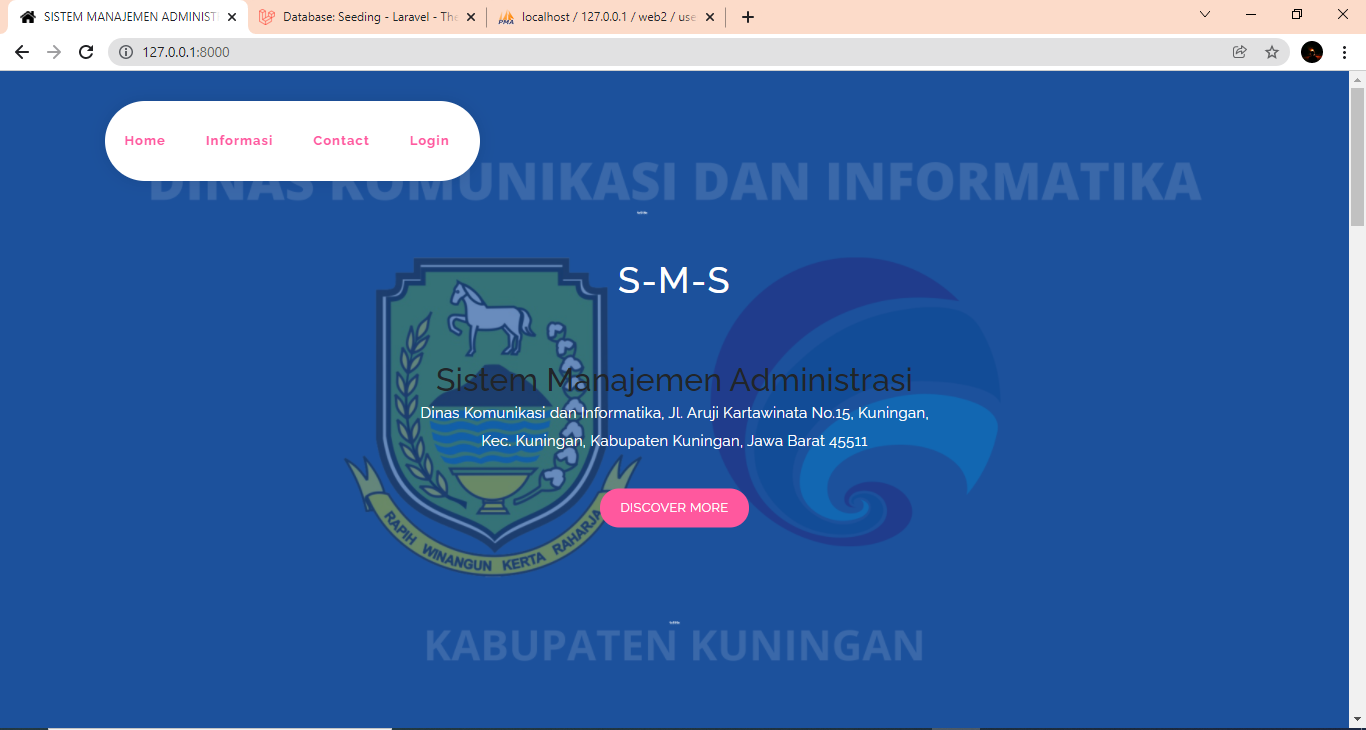 SISTEM MANAJEMEN ADMINIST
Database: Seeding - Laravel - The
localhost / 127.0.0.1 / web2 / use
127.0.0.1:8000
Home
Informasi
Contact
Login
DINAS KOMUNIKASI DAN INFORMATIKA
S-M-S
Sistem Manajemen Administrasi
Dinas Komunikasi dan Informatika, Jl. Aruji Kartawinata No.15, Kuningan,
Kec. Kuningan, Kabupaten Kuningan, Jawa Barat 45511
DISCOVER MORE
RAPIH WINANGUN KERTA RAHARJA
KABUPATEN KUNINGAN